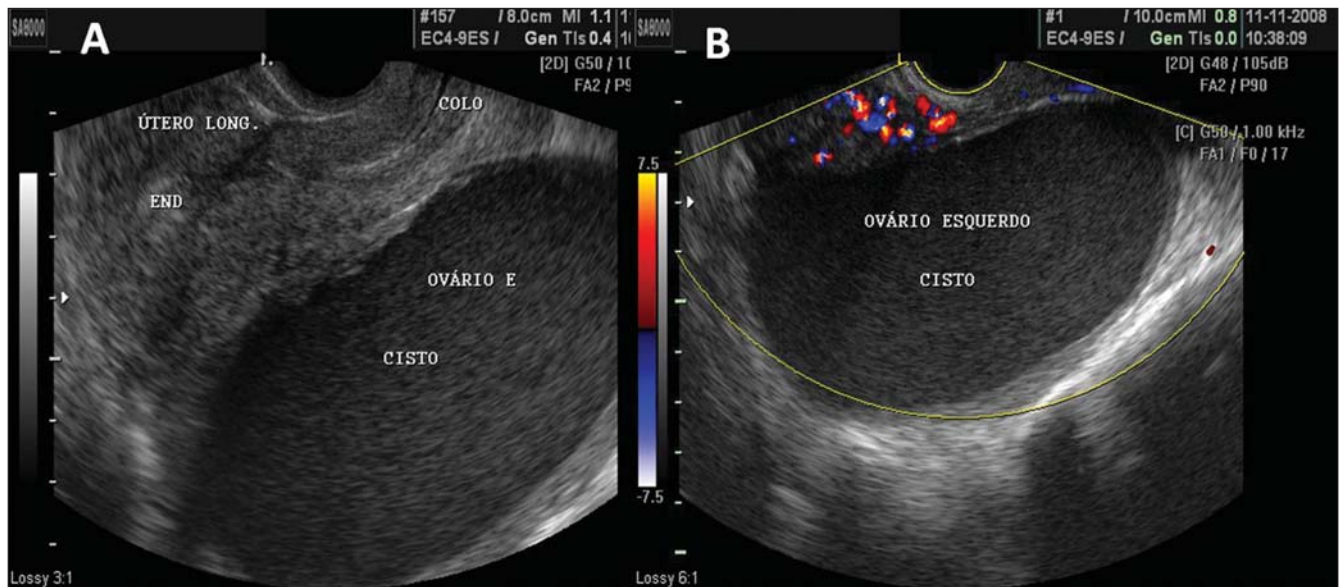 SA8000
A
#157 / 8.0cm MI 1.1
EC4-9ES / Gen TIs 0.4
[2D] G50 /
FA2 /
ÚTERO LONG.
COLO
END
OVÁRIO E
CISTO
Lossy 3:1
SA8000
B
#1 / 10.0cm MI 0.8 11-11-2008
EC4-9ES / Gen TIs 0.0 10:38:09
[2D] G48 / 105dB
FA2 / P90
[C] G50 / 1.00 kHz
FA1 / F0 / 17
7.5
OVÁRIO ESQUERDO
CISTO
-7.5
Lossy 6:1